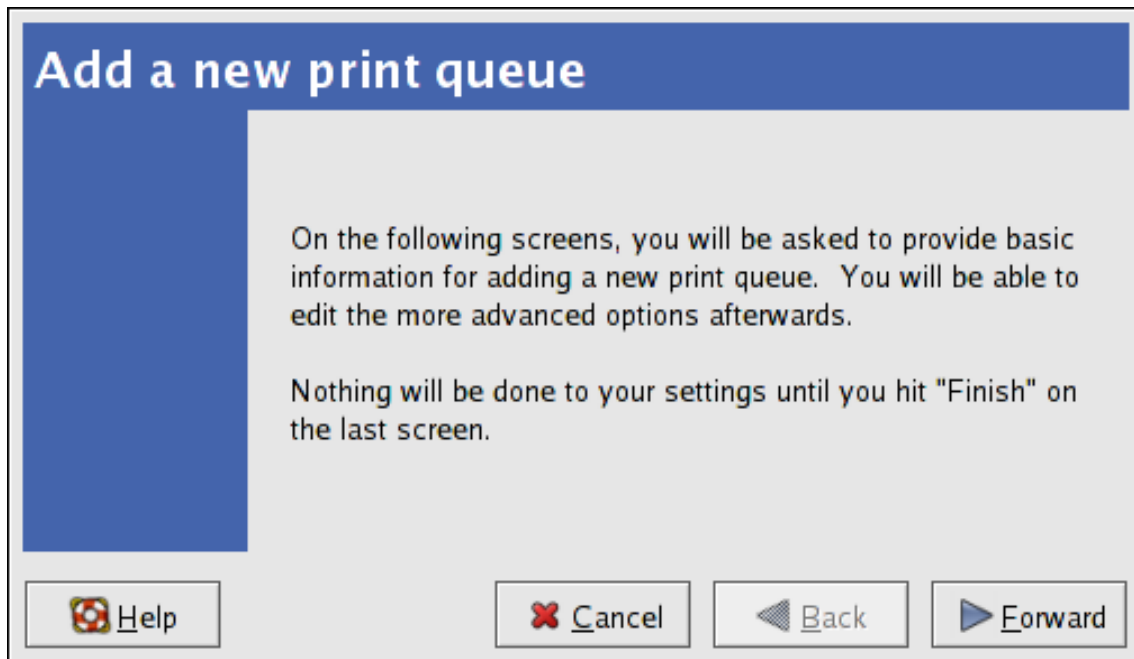 Add a new print queue
On the following screens, you will be asked to provide basic
information for adding a new print queue.  You will be able to
edit the more advanced options afterwards.
Nothing will be done to your settings until you hit "Finish" on
the last screen.
Help
Cancel
Back
Forward